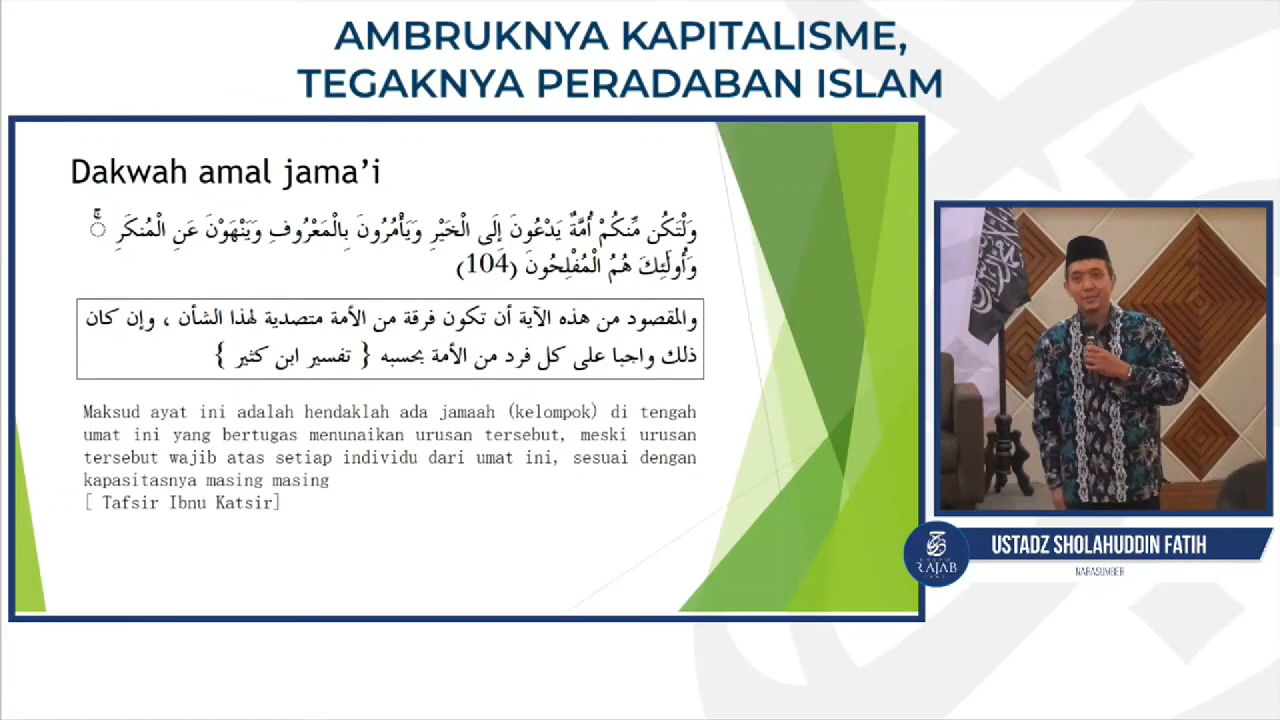 AMBRUKNYA KAPITALISME,
TEGAKNYA PERADABAN ISLAM
Dakwah amal jama’i
وَلْتَكُن مِّنكُمْ أُمَّةٌ يَدْعُونَ إِلَى الْخَيْرِ وَيَأْمُرُونَ بِالْمَعْرُوفِ وَيَنْهَوْنَ عَنِ الْمُنكَرِ ۚ
وَأُولَٰئِكَ هُمُ الْمُفْلِحُونَ (104)
والمقصود من هذه الآية أن تكون فرقة من الأمة متصدية لهذا الشأن ، وإن كان
ذلك واجبا على كل فرد من الأمة بحسبه { تفسير ابن كثير }
Maksud ayat ini adalah hendaklah ada jamaah (kelompok) di tengah
umat ini yang bertugas menunaikan urusan tersebut, meski urusan
tersebut wajib atas setiap individu dari umat ini, sesuai dengan
kapasitasnya masing masing
[ Tafsir Ibnu Katsir]
USTADZ SHOLAHUDDIN FATIH
NARASUMBER
RAJAB